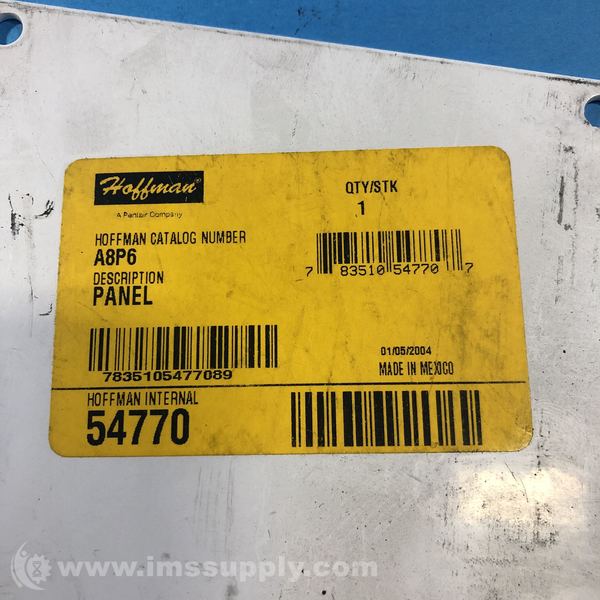 Hoffman®
A Pentair Company
QTY/STK
1
HOFFMAN CATALOG NUMBER
A8P6
DESCRIPTION
PANEL
7 83510 54770 7
7835105477089
01/05/2004
MADE IN MEXICO
HOFFMAN INTERNAL
54770
www.imssupply.com